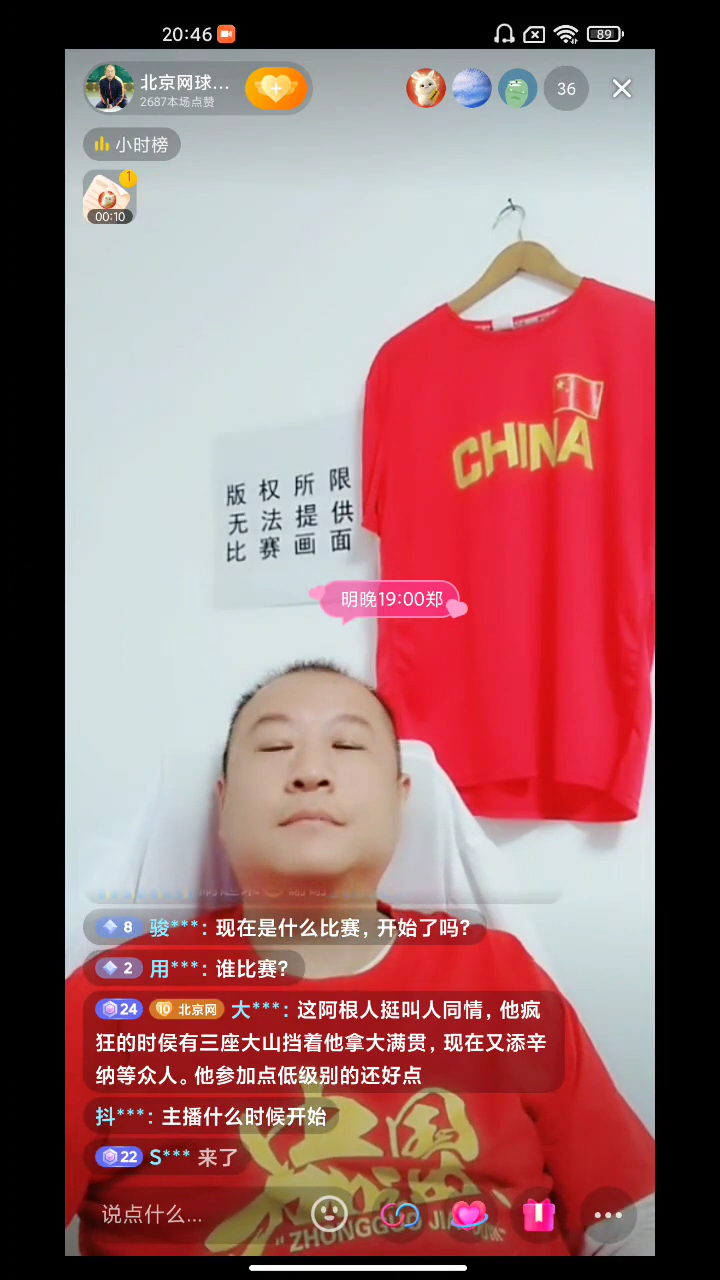 20:46
89
北京网球...
2687本场点赞
36
小时榜
1
00:10
CHINA
版权所限
无法提供
比赛画面
明晚19:00郑
8 骏***: 现在是什么比赛，开始了吗?
2 用***: 谁比赛?
24 10 北京网 大***: 这阿根人挺叫人同情，他疯
狂的时侯有三座大山挡着他拿大满贯，现在又添辛
纳等众人。他参加点低级别的还好点
抖***: 主播什么时候开始
22 S*** 来了
中国
加油
"ZHONGGUO JIA
说点什么...